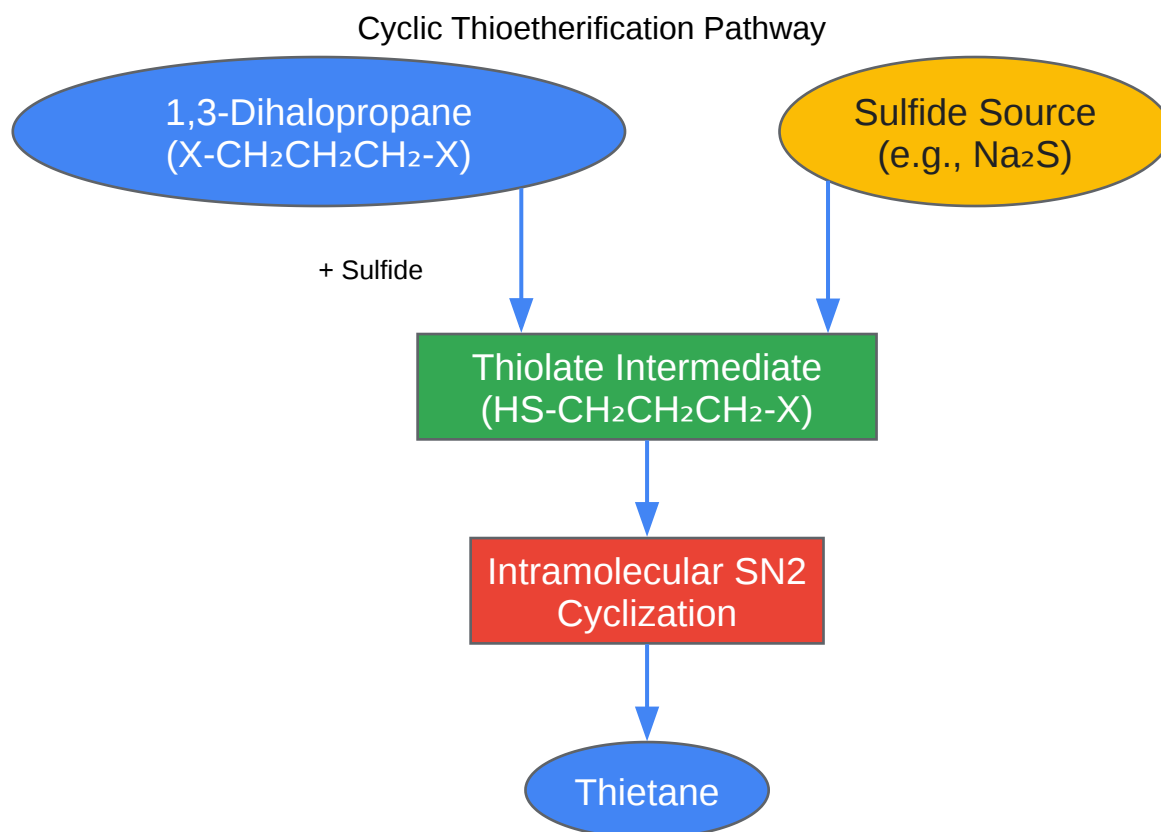 Cyclic Thioetherification Pathway
1,3-Dihalopropane
(X-CH₂CH₂CH₂-X)
Sulfide Source
(e.g., Na₂S)
+ Sulfide
Thiolate Intermediate
(HS-CH₂CH₂CH₂-X)
Intramolecular SN2
Cyclization
Thietane